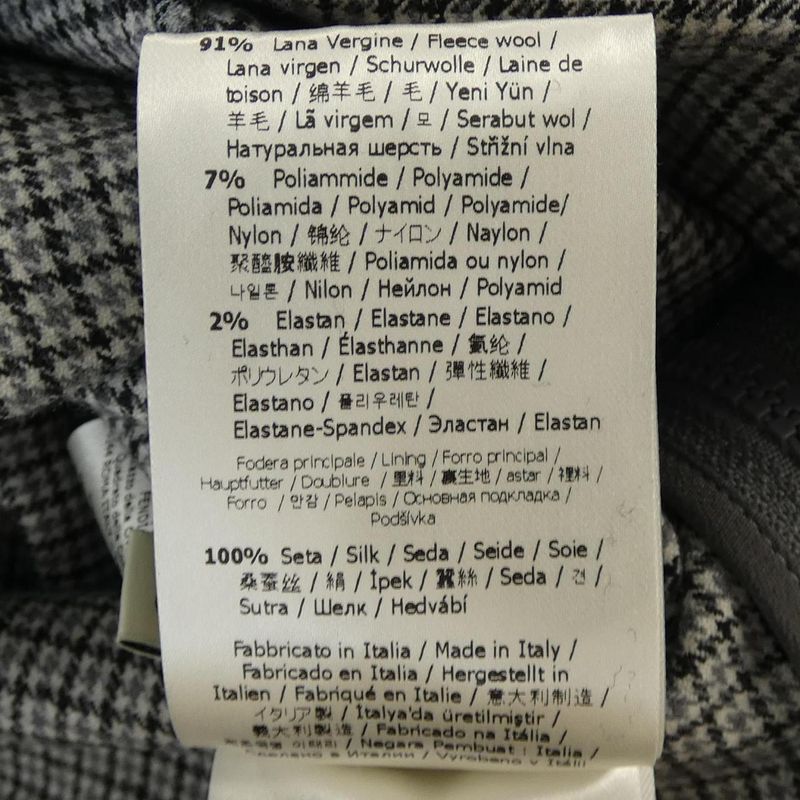 91% Lana Vergine / Fleece wool /
Lana virgen / Schurwolle / Laine de
toison / 绵羊毛 / 毛 / Yeni Yün /
羊毛 / Lã virgem / 모 / Serabut wol /
Натуральная шерсть / Střižní vlna
7% Poliammide / Polyamide /
Poliamida / Polyamid / Polyamide/
Nylon / 锦纶 / ナイロン / Naylon /
聚醯胺纖維 / Poliamida ou nylon /
나일론 / Nilon / Нейлон / Polyamid
2% Elastan / Elastane / Elastano /
Elasthan / Élasthanne / 氨纶 /
ポリウレタン / Elastan / 彈性纖維 /
Elastano / 폴리우레탄 /
Elastane-Spandex / Эластан / Elastan
Fodera principale / Lining / Forro principal /
Hauptfutter / Doublure / 里料 / 裏生地 / astar / 裡料 /
Forro / 안감 / Pelapis / Основная подкладка /
Podšívka
100% Seta / Silk / Seda / Seide / Soie /
桑蚕丝 / 絹 / İpek / 蠶絲 / Seda / 견 /
Sutra / Шелк / Hedvábí
Fabbricato in Italia / Made in Italy /
Fabricado en Italia / Hergestellt in
Italien / Fabriqué en Italie / 意大利制造 /
イタリア製 / İtalya'da üretilmiştir /
義大利製造 / Fabricado na Itália /
이태리 / Negara Pembuat : Italia /
Сделано в Италии / Vyrobeno v Itálii